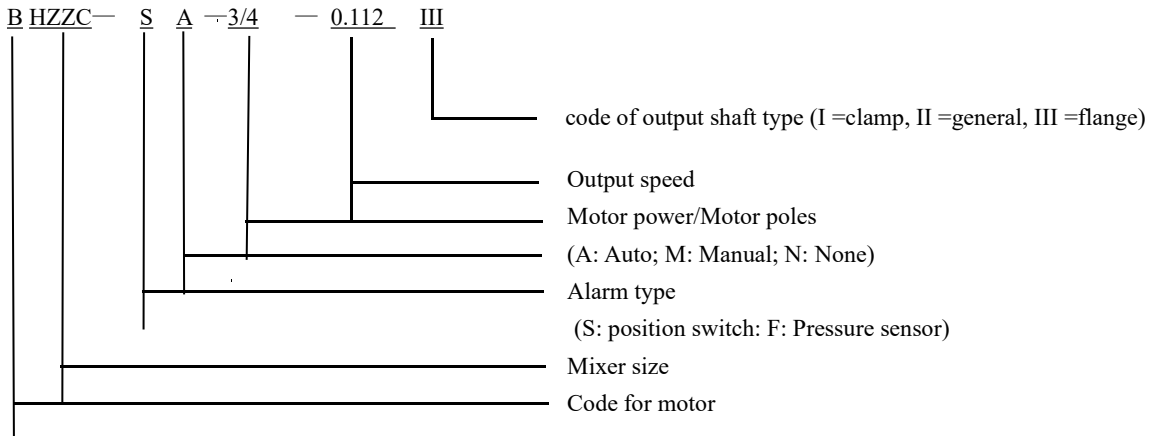 B HZZC — S A — 3/4 — 0.112 III
code of output shaft type (I =clamp, II =general, III =flange)
Output speed
Motor power/Motor poles
(A: Auto; M: Manual; N: None)
Alarm type
(S: position switch: F: Pressure sensor)
Mixer size
Code for motor